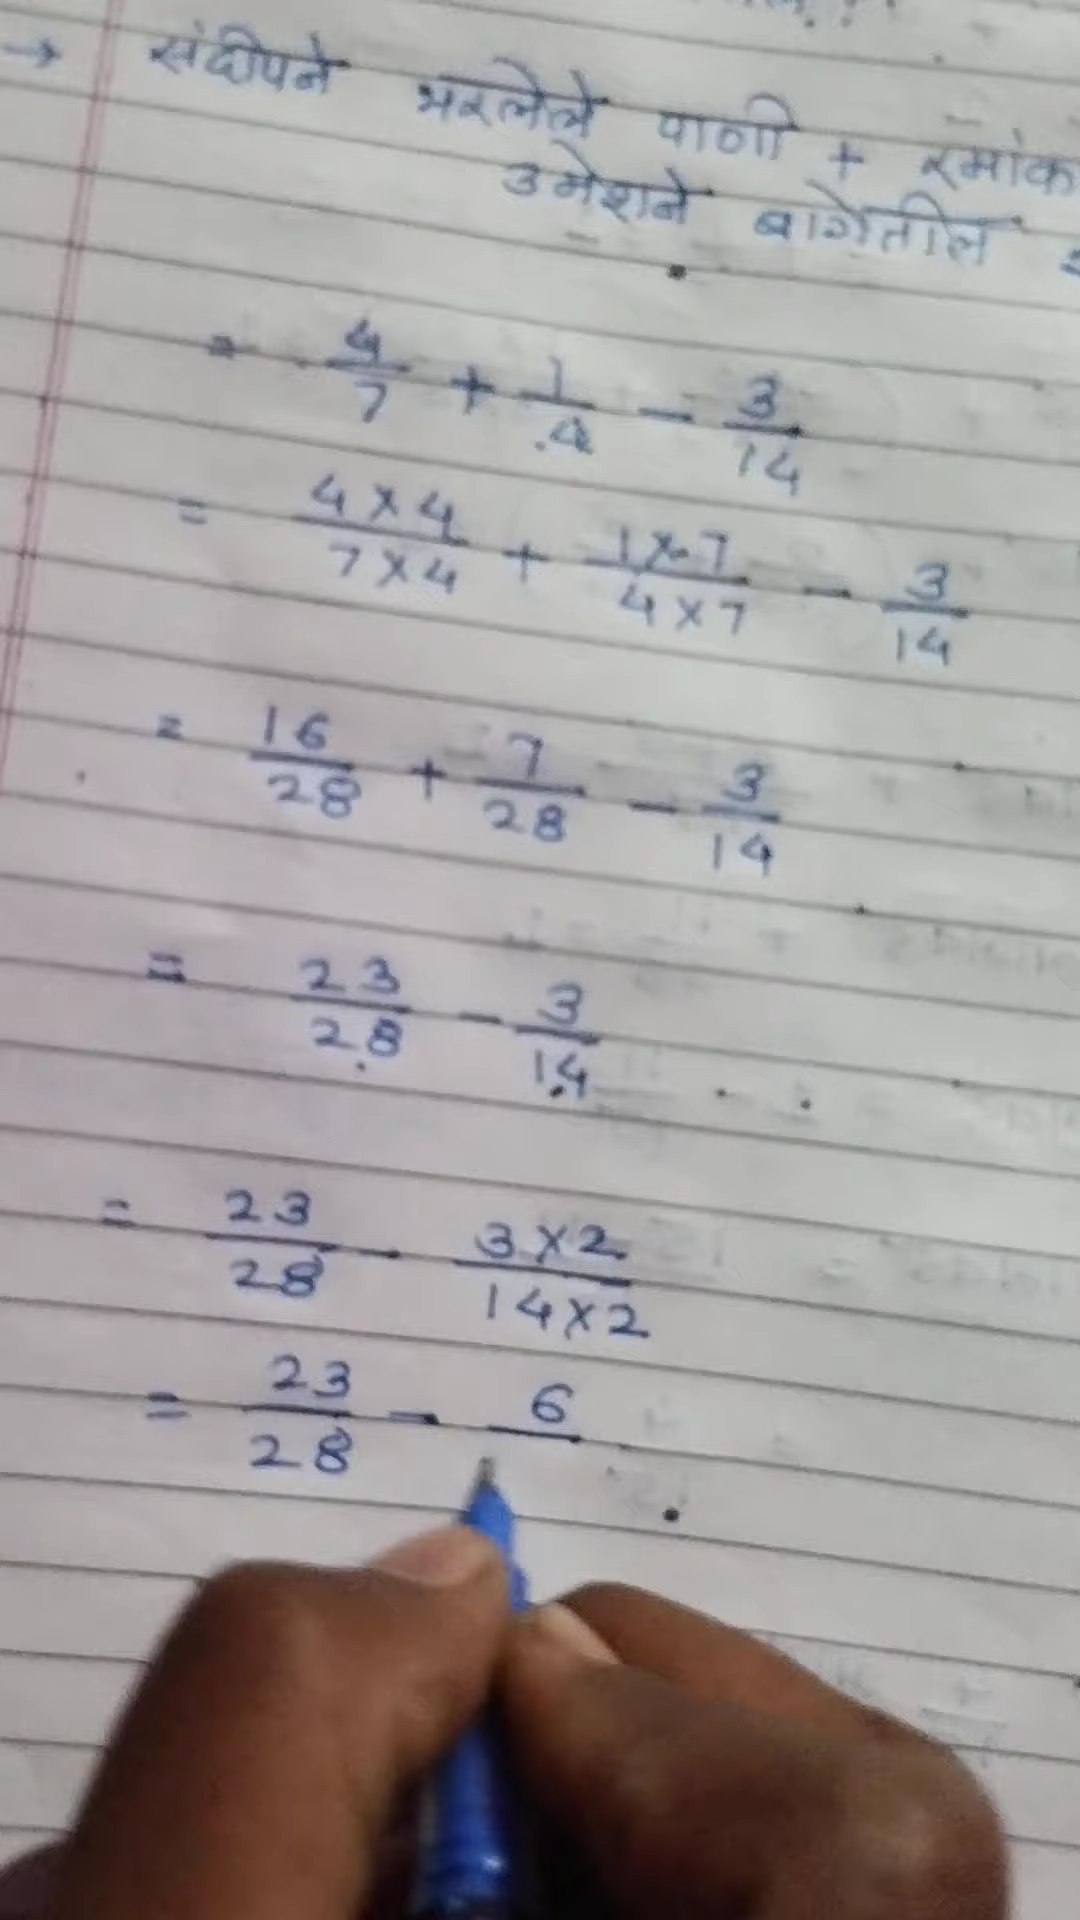 → संदीपने भरलेले पाणी + रमांक
उमेशने बागेतील
= 4/7 + 1/4 - 3/14
= 4×4/7×4 + 1×7/4×7 - 3/14
= 16/28 + 7/28 - 3/14
= 23/28 - 3/14
= 23/28 - 3×2/14×2
= 23/28 - 6/